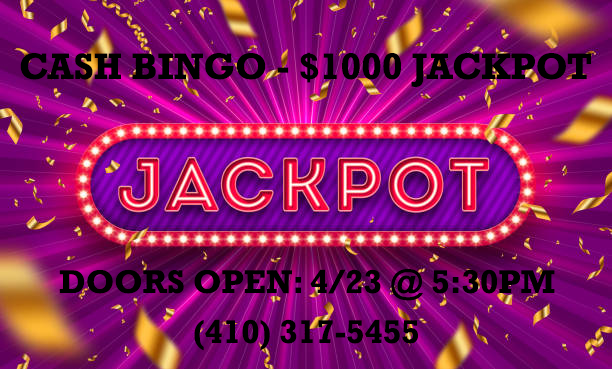 CASH BINGO - $1000 JACKPOT
JACKPOT
DOORS OPEN: 4/23 @ 5:30PM
(410) 317-5455